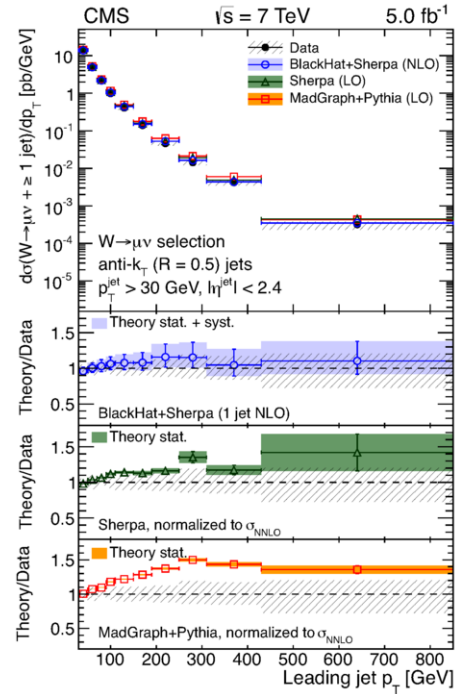 CMS √s = 7 TeV 5.0 fb⁻¹
dσ(W→μν + ≥ 1 jet)/dp_T [pb/GeV]
10
1
10⁻¹
10⁻²
10⁻³
10⁻⁴
10⁻⁵
Data
BlackHat+Sherpa (NLO)
Sherpa (LO)
MadGraph+Pythia (LO)
W→μν selection
anti-k_T (R = 0.5) jets
p_T^jet > 30 GeV, |η^jet| < 2.4
Theory/Data
1.5
1
0.5
Theory stat. + syst.
BlackHat+Sherpa (1 jet NLO)
Theory/Data
1.5
1
Theory stat.
Sherpa, normalized to σ_NNLO
Theory/Data
1.5
1
Theory stat.
MadGraph+Pythia, normalized to σ_NNLO
100 200 300 400 500 600 700 800
Leading jet p_T [GeV]